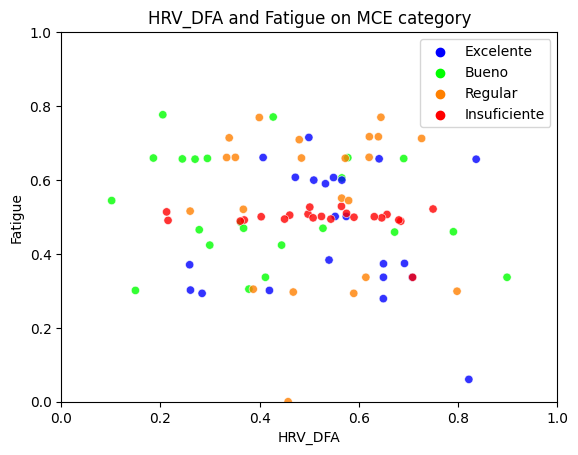 HRV_DFA and Fatigue on MCE category
Excelente
Bueno
Regular
Insuficiente
1.0
0.8
0.6
0.4
0.2
0.0
Fatigue
0.0 0.2 0.4 0.6 0.8 1.0
HRV_DFA